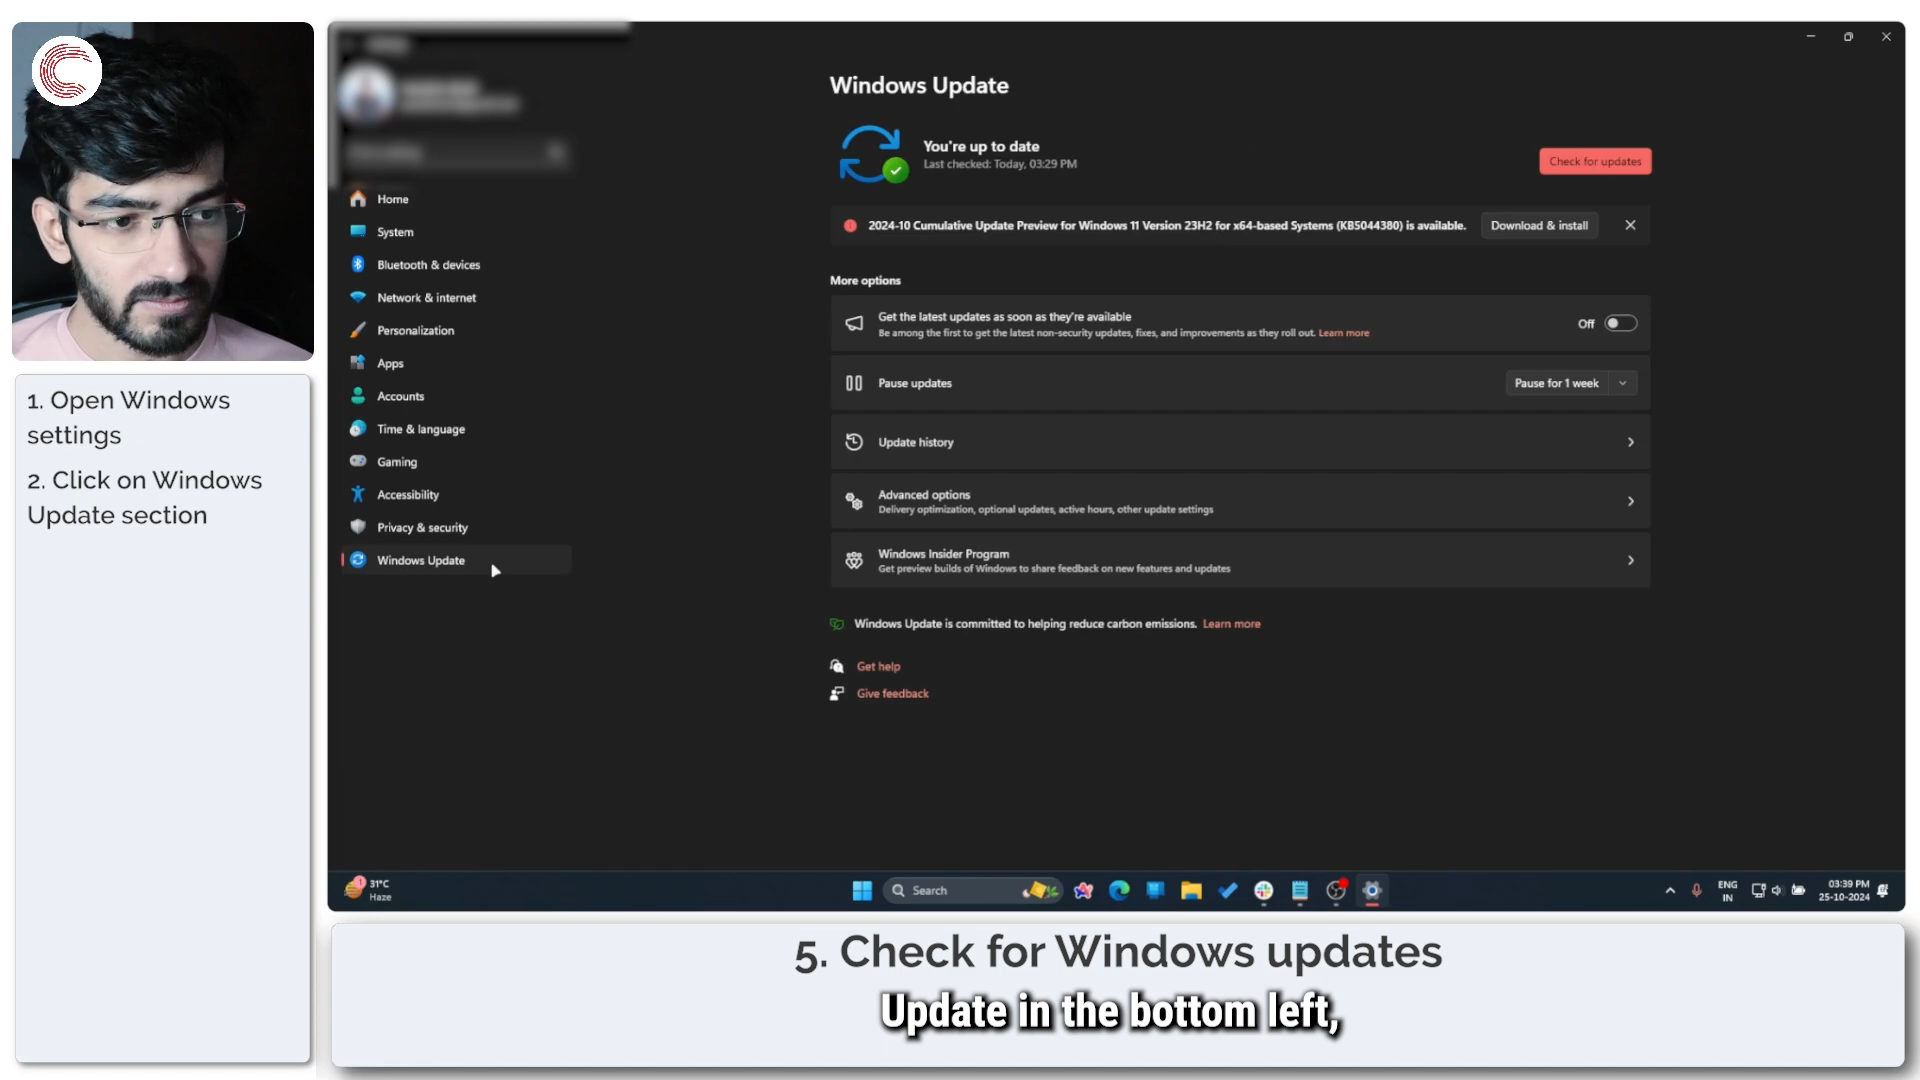 1. Open Windows
settings
2. Click on Windows
Update section
Home
System
Bluetooth & devices
Network & internet
Personalization
Apps
Accounts
Time & language
Gaming
Accessibility
Privacy & security
Windows Update
Windows Update
You're up to date
Last checked: Today, 03:29 PM
Check for updates
2024-10 Cumulative Update Preview for Windows 11 Version 23H2 for x64-based Systems (KB5044380) is available.
Download & install
More options
Get the latest updates as soon as they're available
Be among the first to get the latest non-security updates, fixes, and improvements as they roll out. Learn more
Off
Pause updates
Pause for 1 week
Update history
Advanced options
Delivery optimization, optional updates, active hours, other update settings
Windows Insider Program
Get preview builds of Windows to share feedback on new features and updates
Windows Update is committed to helping reduce carbon emissions. Learn more
Get help
Give feedback
1
31°C
Haze
Search
ENG
IN
03:39 PM
25-10-2024
5. Check for Windows updates
Update in the bottom left,